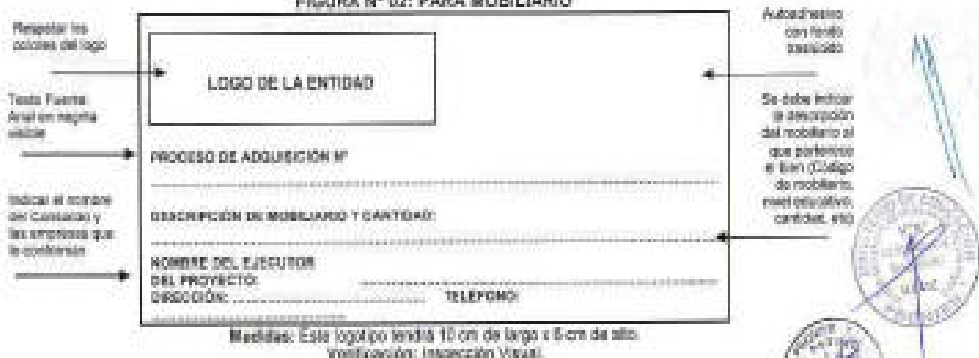 FIGURA N° 02: PARA MOBILIARIO
Respetar los
colores del logo
Texto Fuente:
Arial en negrita
visible
Indicar el nombre
del Consorcio y
las empresas que
lo conforman
LOGO DE LA ENTIDAD
PROCESO DE ADQUISICIÓN N°
DESCRIPCIÓN DE MOBILIARIO Y CANTIDAD:
NOMBRE DEL EJECUTOR
DEL PROYECTO:
DIRECCIÓN: TELEFONO:
Autoadhesivo
con fondo
Se debe indicar
la descripción
del mobiliario al
que pertenece
el bien (Código
de mobiliario,
nivel educativo,
cantidad, etc)
Medidas: Este logotipo tendrá 10 cm de largo x 6 cm de alto.
Verificación: Inspección Visual.